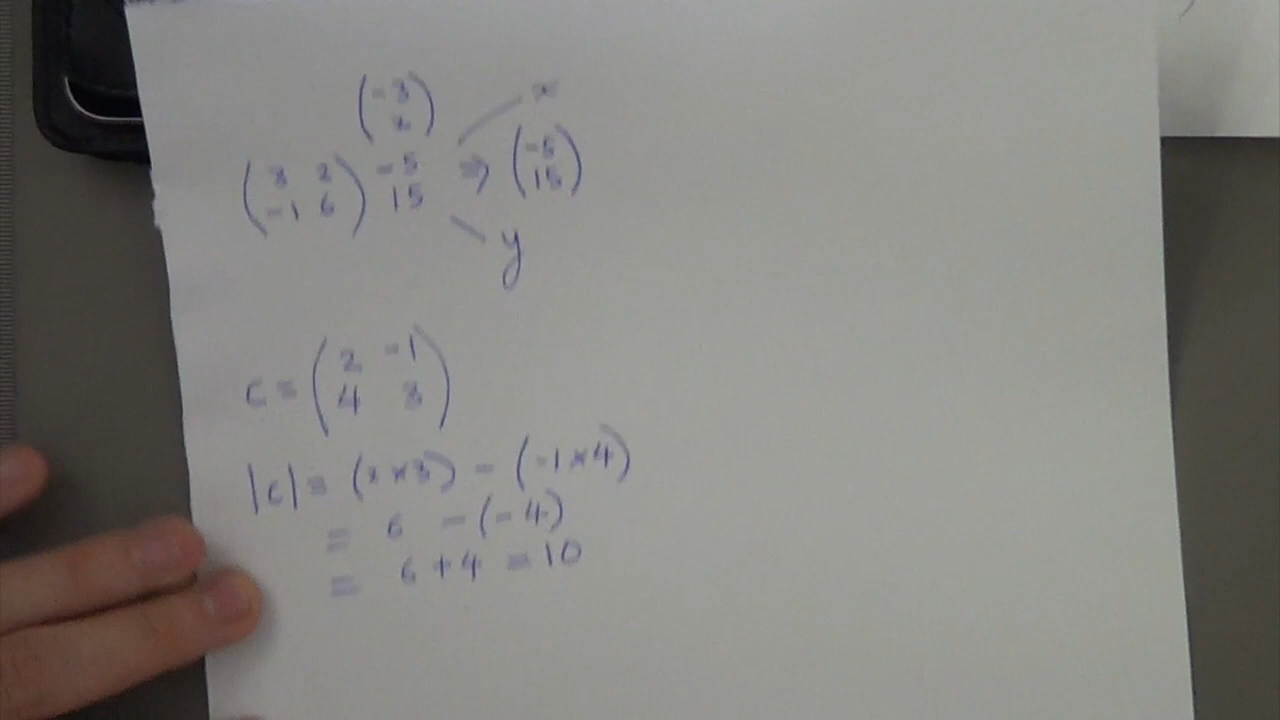 (-3
2) x
(3 2
-1 6) -5
15 ⇒ (-5
15)
y
C = (2 -1
4 3)
|C| = (2×3) - (-1×4)
= 6 -(-4)
= 6+4 = 10